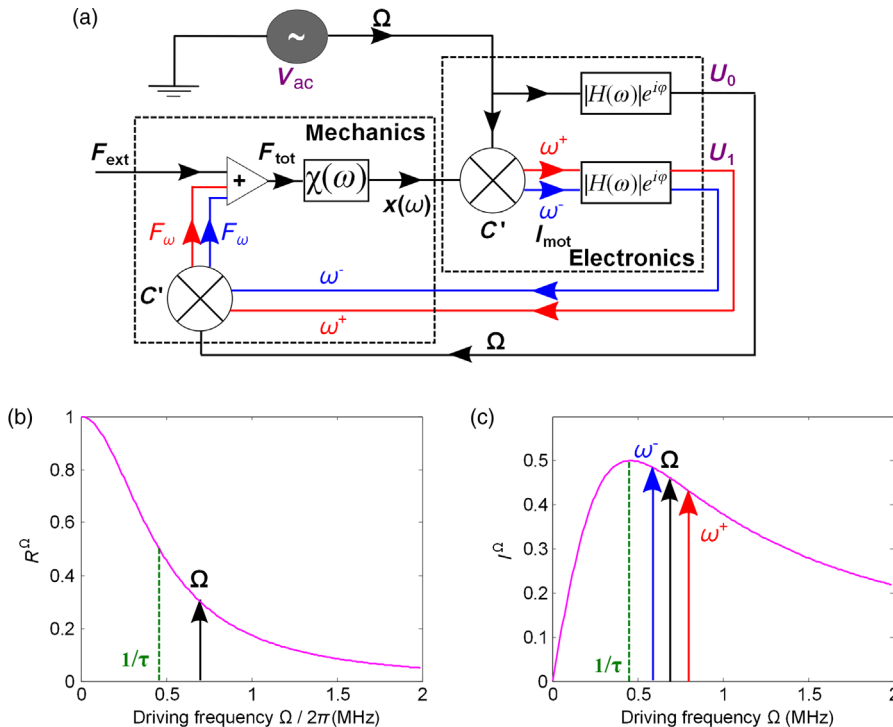 (a)
Ω
~
V_ac
U_0
|H(ω)|e^{iφ}
Mechanics
F_ext
F_tot
+
χ(ω)
x(ω)
ω^+
ω^-
I_mot
|H(ω)|e^{iφ}
U_1
C'
Electronics
F_ω
F_ω
C'
ω^-
ω^+
Ω
(b)
1
0.8
0.6
0.4
0.2
0
R^Ω
Ω
1/τ
0
0.5
1
1.5
2
Driving frequency Ω / 2π (MHz)
(c)
0.5
0.4
0.3
0.2
0.1
0
I^Ω
ω^-
Ω
ω^+
1/τ
0
0.5
1
1.5
2
Driving frequency Ω (MHz)